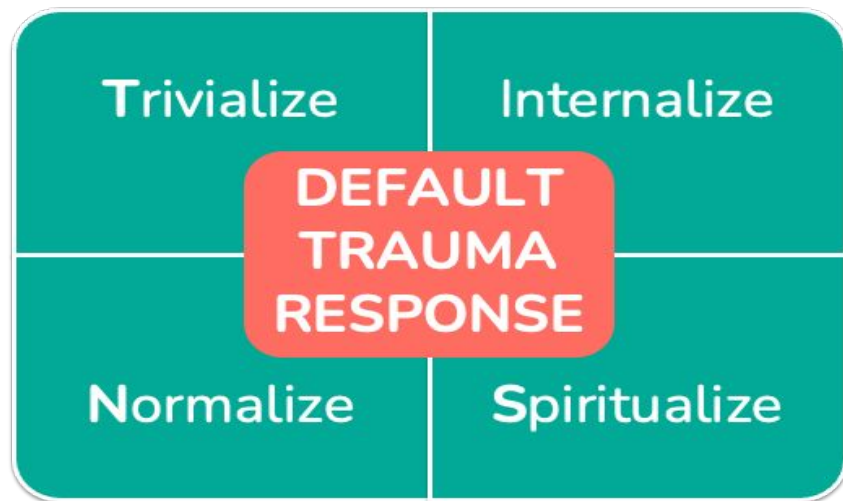 Trivialize
Internalize
DEFAULT
TRAUMA
RESPONSE
Normalize
Spiritualize